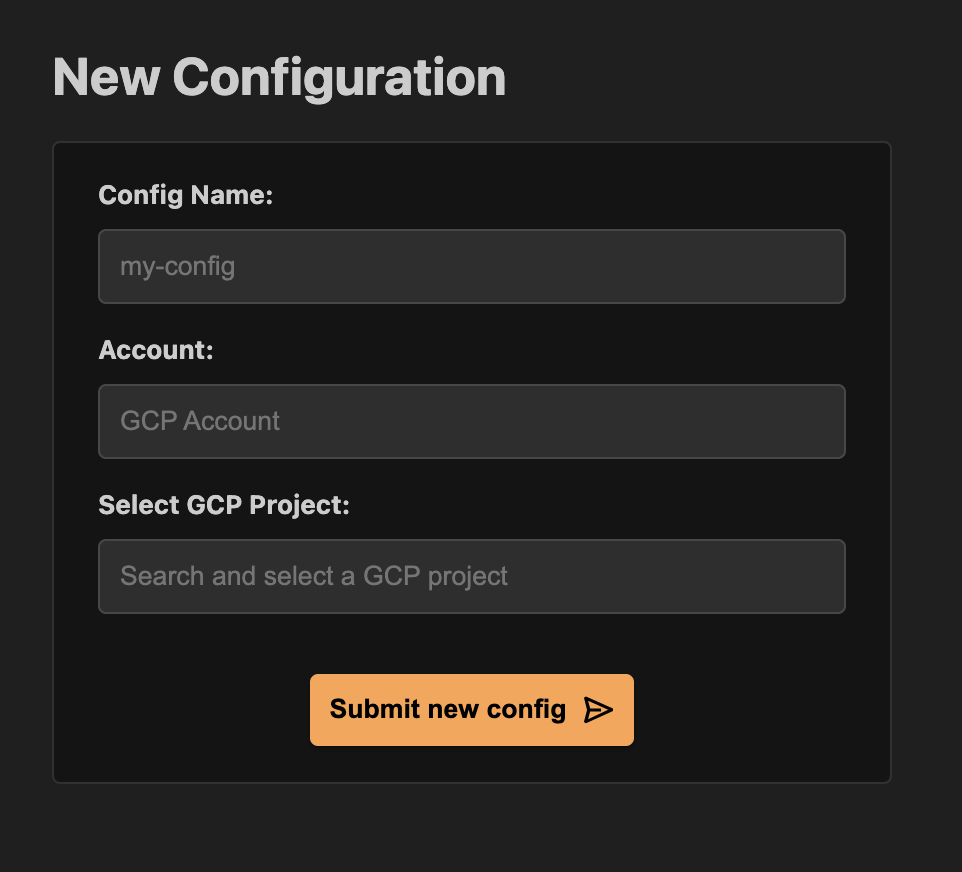 New Configuration
Config Name:
my-config
Account:
GCP Account
Select GCP Project:
Search and select a GCP project
Submit new config